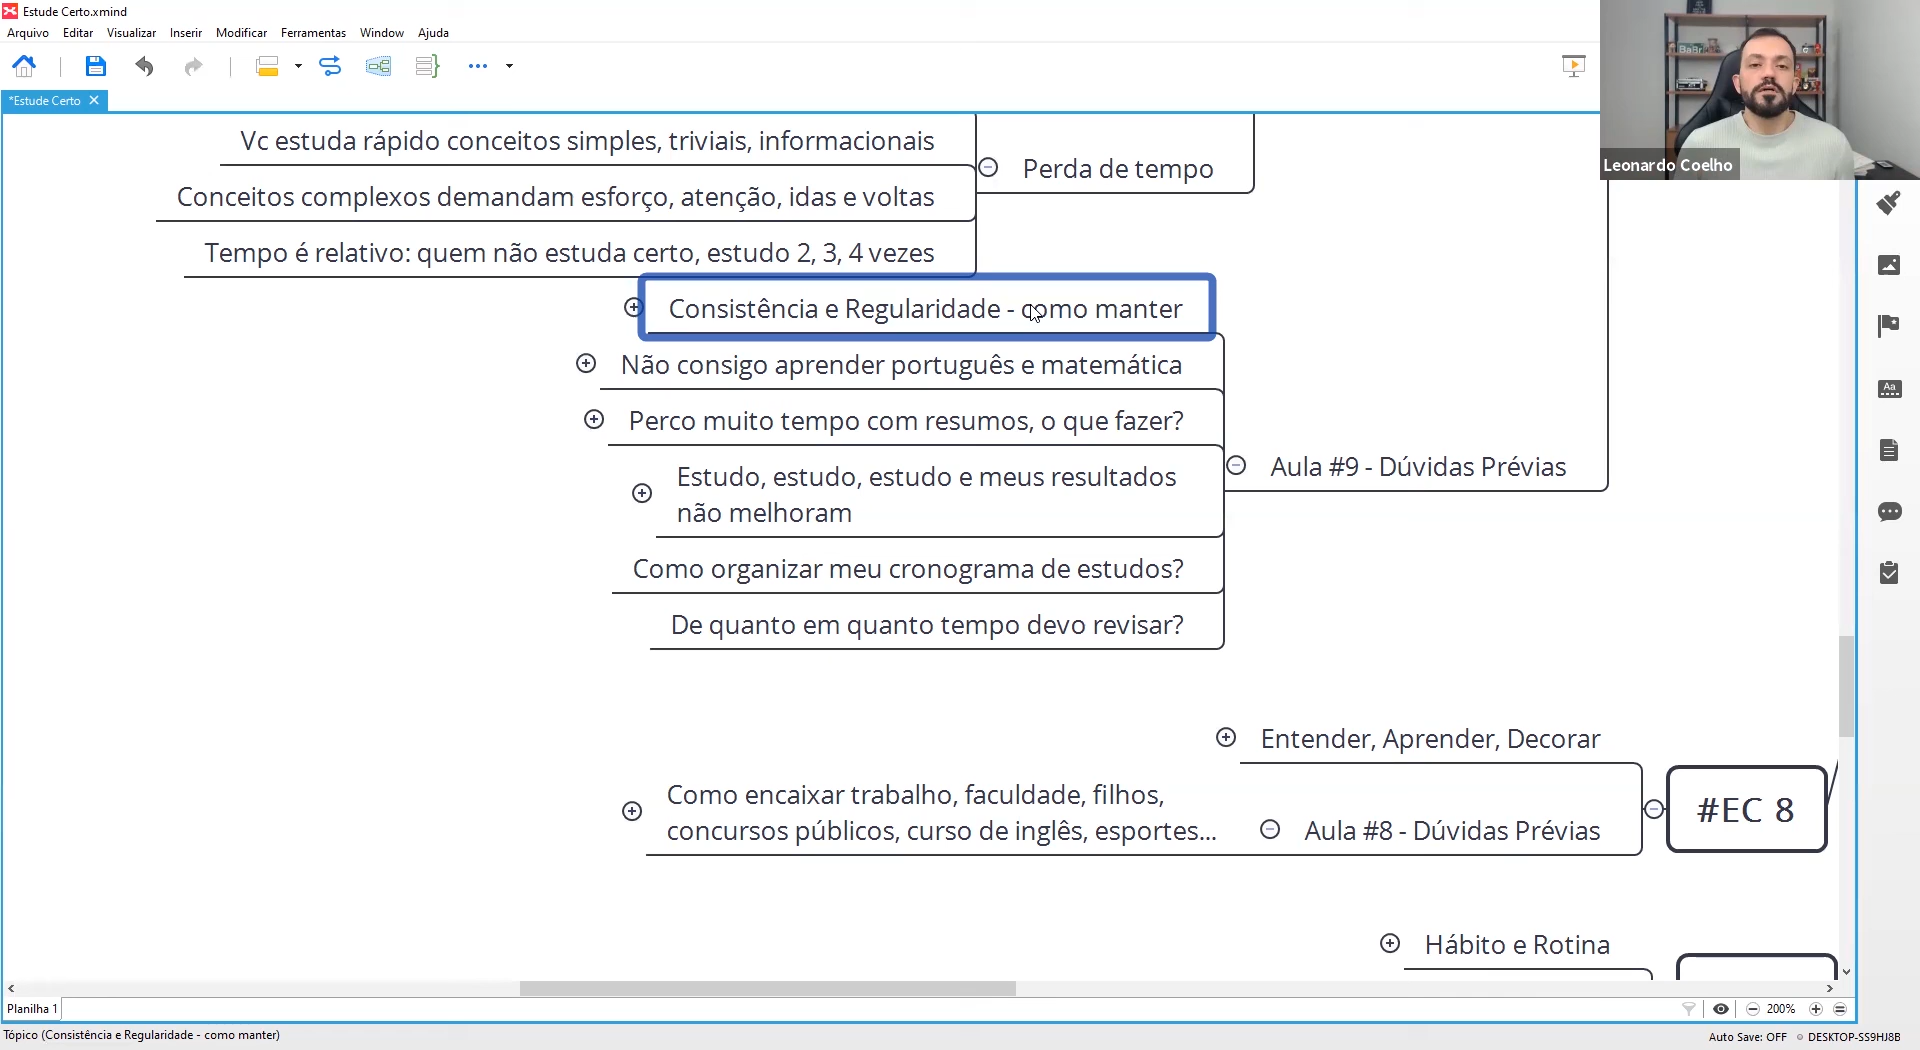 Estude Certo.xmind
Arquivo Editar Visualizar Inserir Modificar Ferramentas Window Ajuda
*Estude Certo
Leonardo Coelho
Vc estuda rápido conceitos simples, triviais, informacionais
Perda de tempo
Conceitos complexos demandam esforço, atenção, idas e voltas
Tempo é relativo: quem não estuda certo, estudo 2, 3, 4 vezes
Consistência e Regularidade - como manter
Não consigo aprender português e matemática
Perco muito tempo com resumos, o que fazer?
Estudo, estudo, estudo e meus resultados
não melhoram
Aula #9 - Dúvidas Prévias
Como organizar meu cronograma de estudos?
De quanto em quanto tempo devo revisar?
Entender, Aprender, Decorar
Como encaixar trabalho, faculdade, filhos,
concursos públicos, curso de inglês, esportes...
Aula #8 - Dúvidas Prévias
#EC 8
Hábito e Rotina
Planilha 1
200%
Tópico (Consistência e Regularidade - como manter)
Auto Save: OFF
DESKTOP-SS9HJ8B
Aa